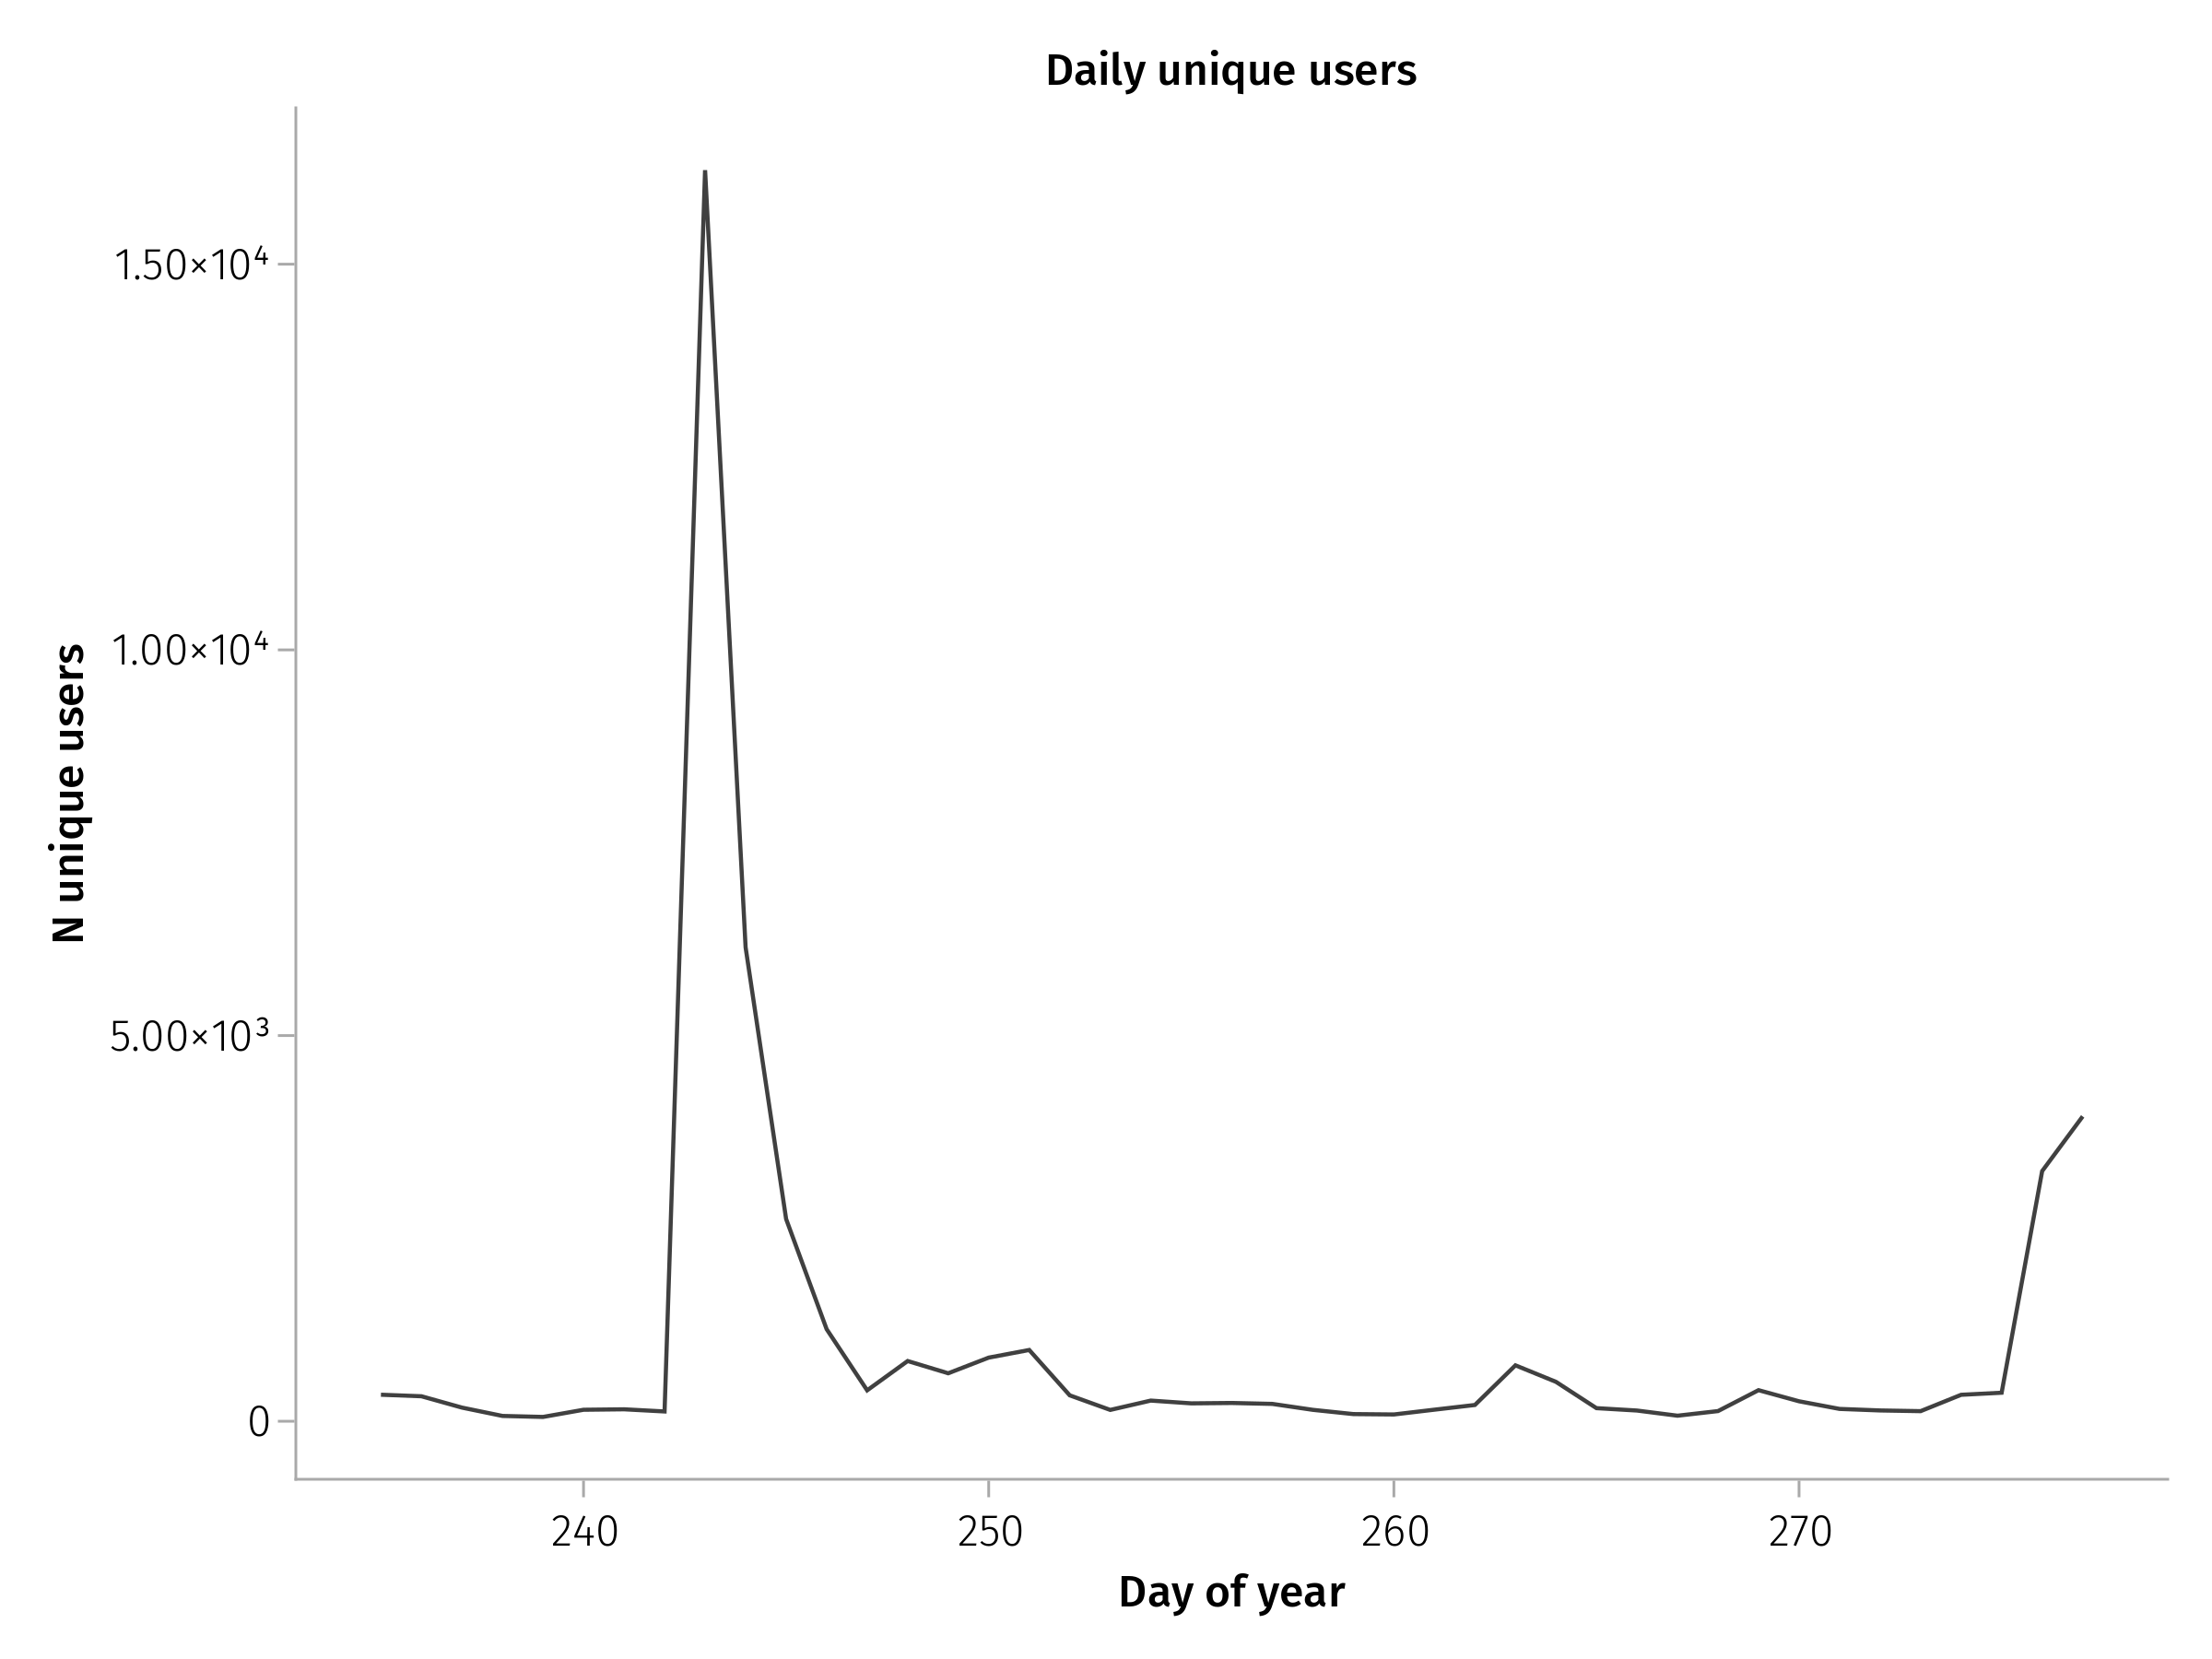 Daily unique users
N unique users
1.50×10⁴
1.00×10⁴
5.00×10³
0
240 250 260 270
Day of year